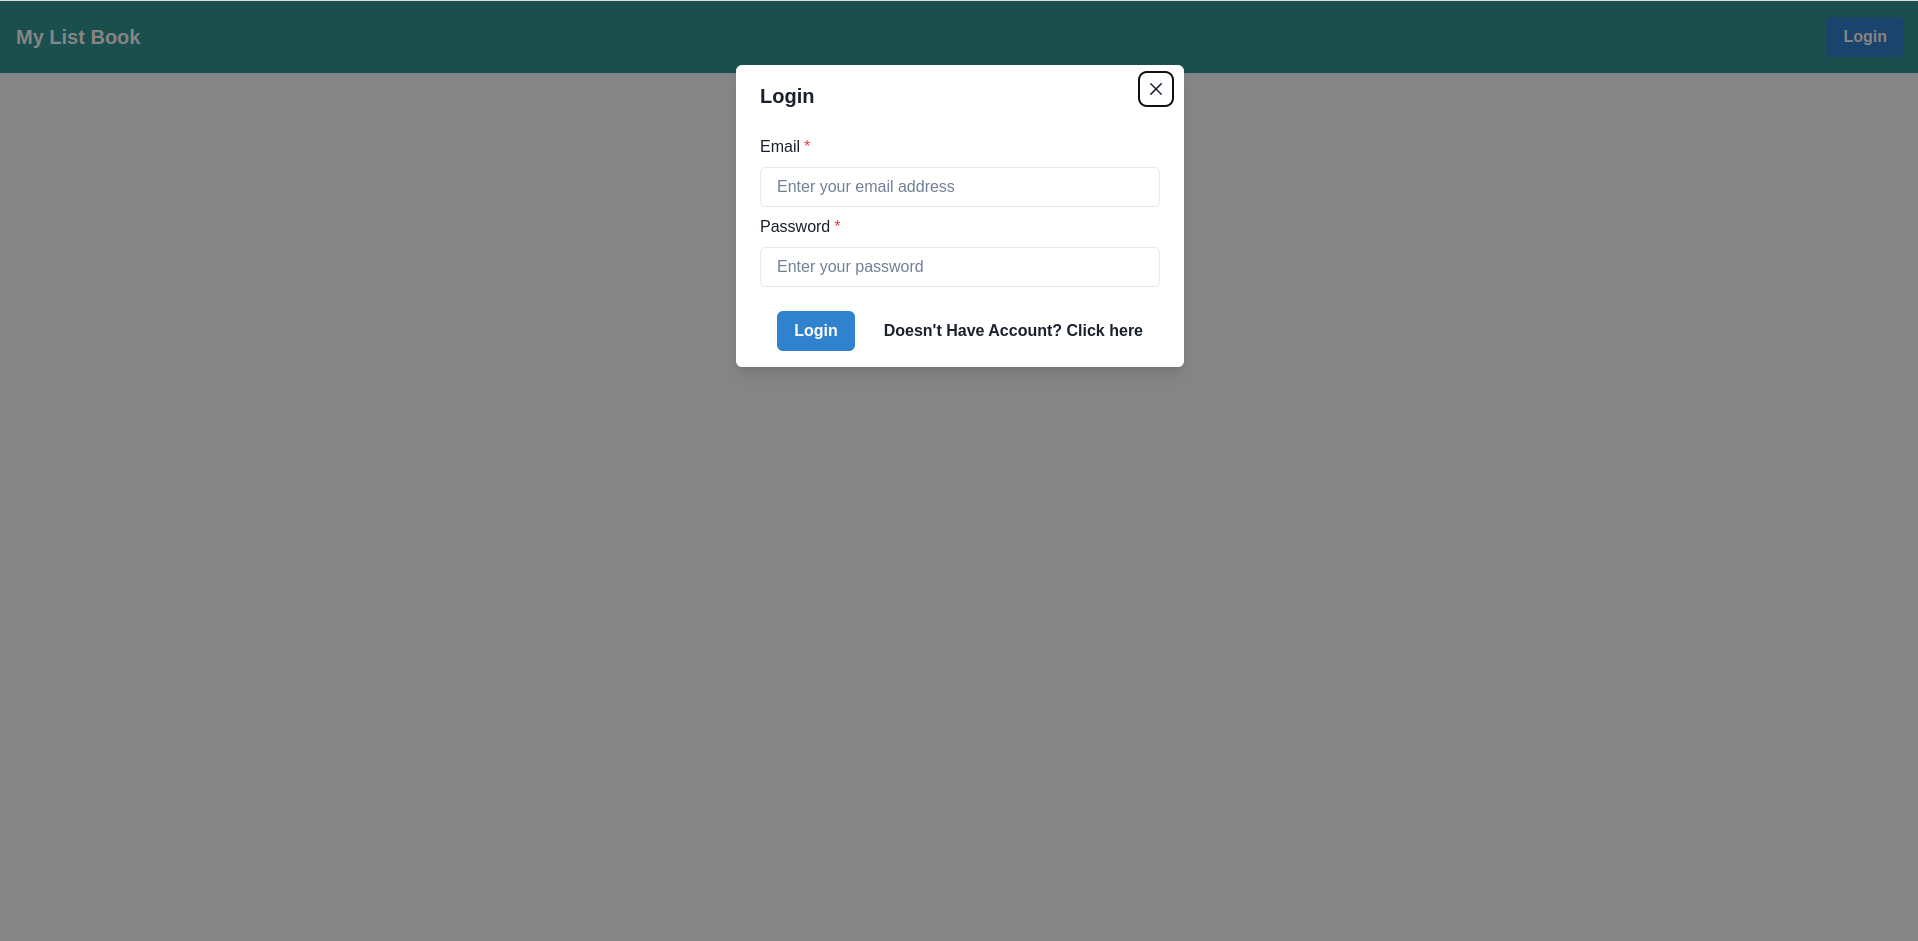 My List Book
Login
Login
Email *
Enter your email address
Password *
Enter your password
Login
Doesn't Have Account? Click here